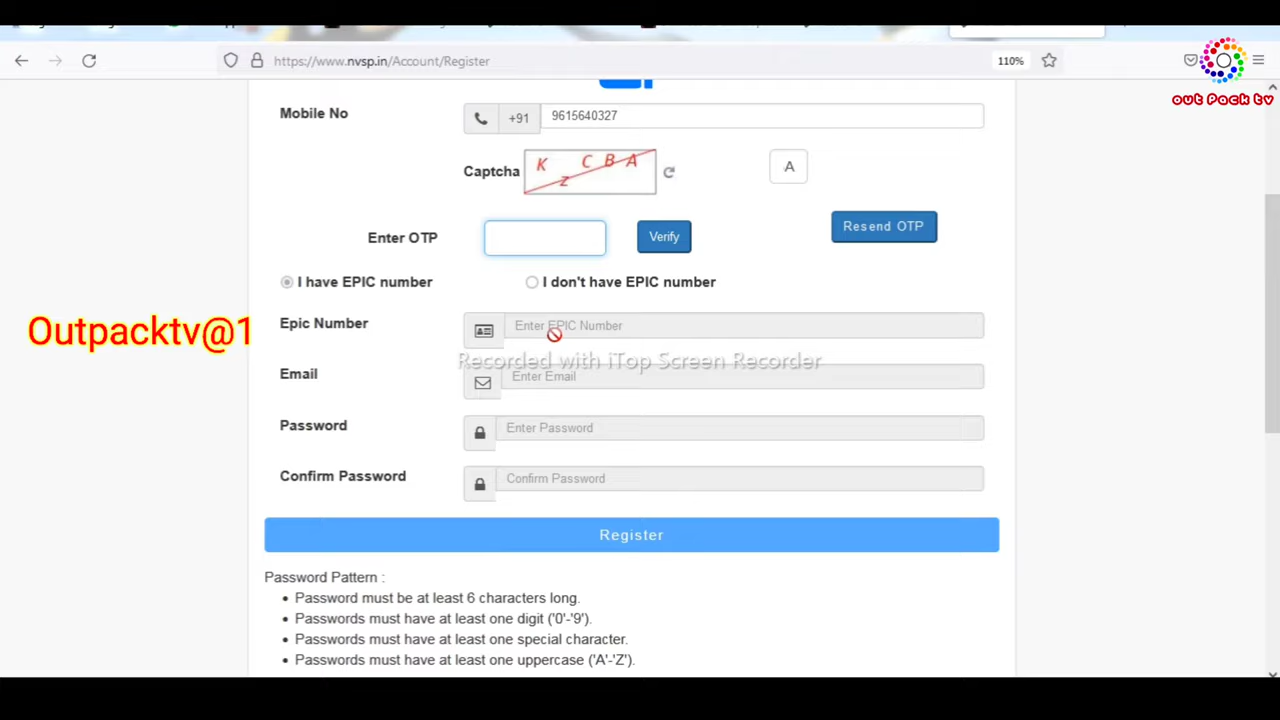 https://www.nvsp.in/Account/Register
110%
out Pack tv
Mobile No
+91
9615640327
Captcha
K
z
C B A
A
Enter OTP
Verify
Resend OTP
I have EPIC number
I don't have EPIC number
Outpacktv@1
Epic Number
Enter EPIC Number
Recorded with iTop Screen Recorder
Email
Enter Email
Password
Enter Password
Confirm Password
Confirm Password
Register
Password Pattern :
Password must be at least 6 characters long.
Passwords must have at least one digit ('0'-'9').
Passwords must have at least one special character.
Passwords must have at least one uppercase ('A'-'Z').